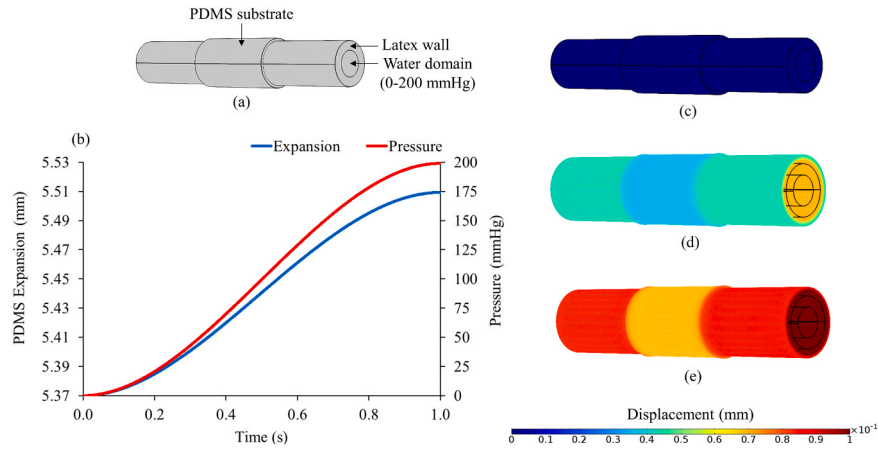 PDMS substrate
Latex wall
Water domain
(0-200 mmHg)
(a)
(b)
Expansion
Pressure
PDMS Expansion (mm)
5.53
5.51
5.49
5.47
5.45
5.43
5.41
5.39
5.37
200
175
150
125
100
75
50
25
0
Pressure (mmHg)
0.0 0.2 0.4 0.6 0.8 1.0
Time (s)
(c)
(d)
(e)
Displacement (mm)
×10⁻¹
0 0.1 0.2 0.3 0.4 0.5 0.6 0.7 0.8 0.9 1